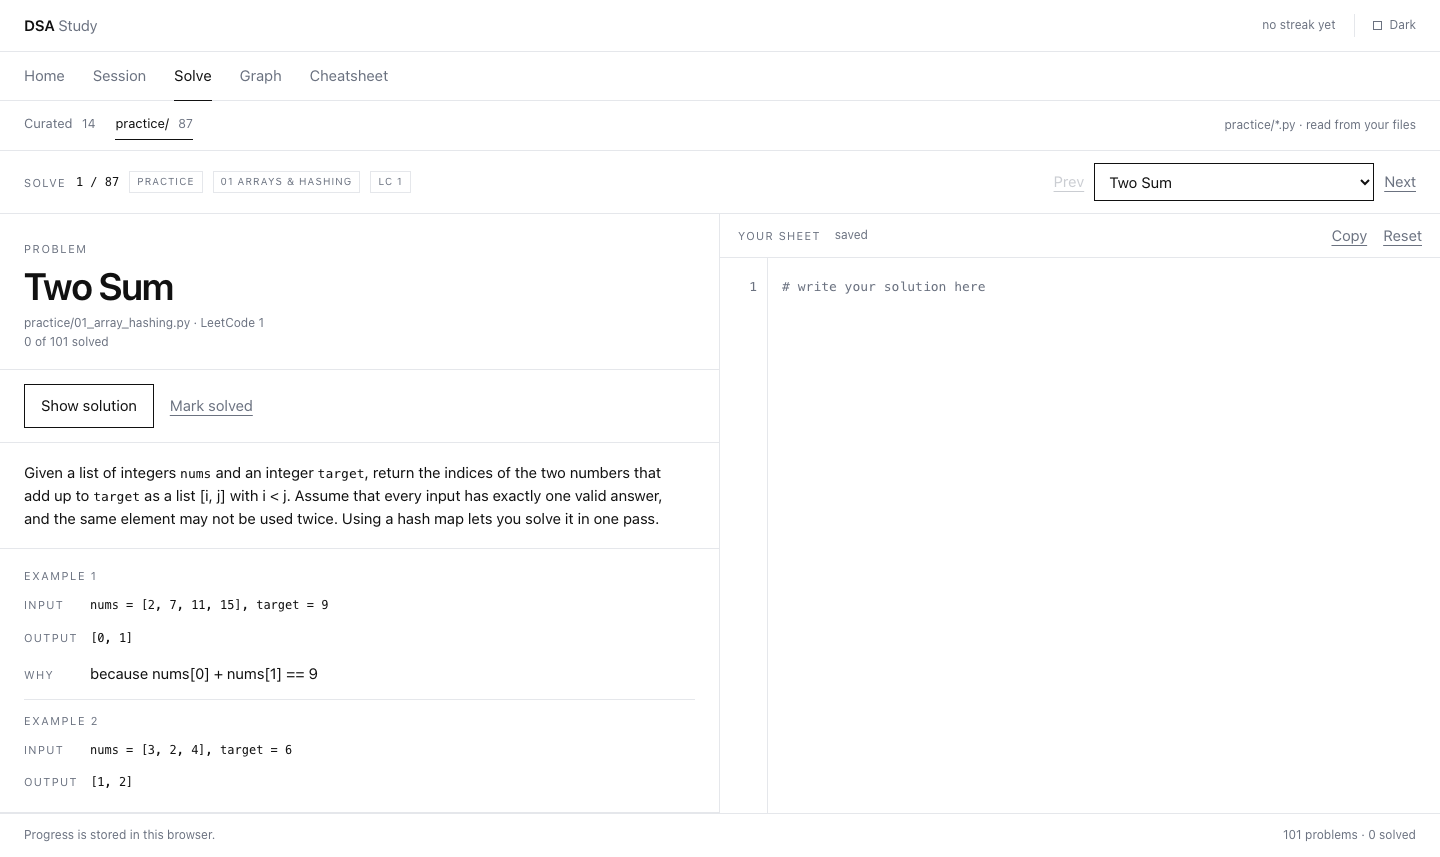 DSA Study
no streak yet
Dark
Home Session Solve Graph Cheatsheet
Curated 14 practice/ 87
practice/*.py · read from your files
SOLVE 1 / 87 PRACTICE 01 ARRAYS & HASHING LC 1
Prev Two Sum Next
PROBLEM
Two Sum
practice/01_array_hashing.py · LeetCode 1
0 of 101 solved
Show solution Mark solved
Given a list of integers nums and an integer target, return the indices of the two numbers that
add up to target as a list [i, j] with i < j. Assume that every input has exactly one valid answer,
and the same element may not be used twice. Using a hash map lets you solve it in one pass.
EXAMPLE 1
INPUT nums = [2, 7, 11, 15], target = 9
OUTPUT [0, 1]
WHY because nums[0] + nums[1] == 9
EXAMPLE 2
INPUT nums = [3, 2, 4], target = 6
OUTPUT [1, 2]
YOUR SHEET saved
Copy Reset
1 # write your solution here
Progress is stored in this browser.
101 problems · 0 solved